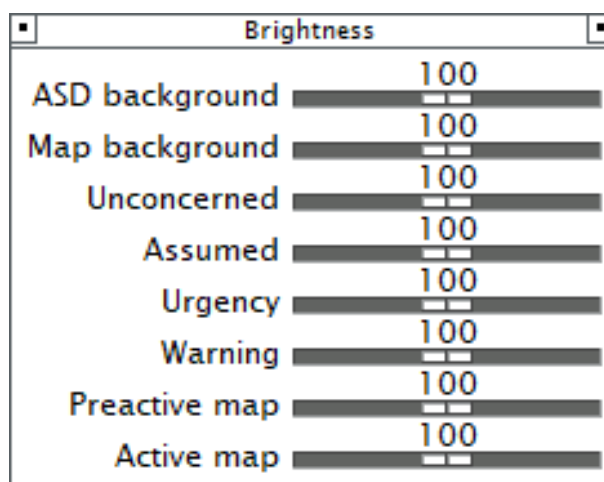 Brightness
100
ASD background
100
Map background
100
Unconcerned
100
Assumed
100
Urgency
100
Warning
100
Preactive map
100
Active map